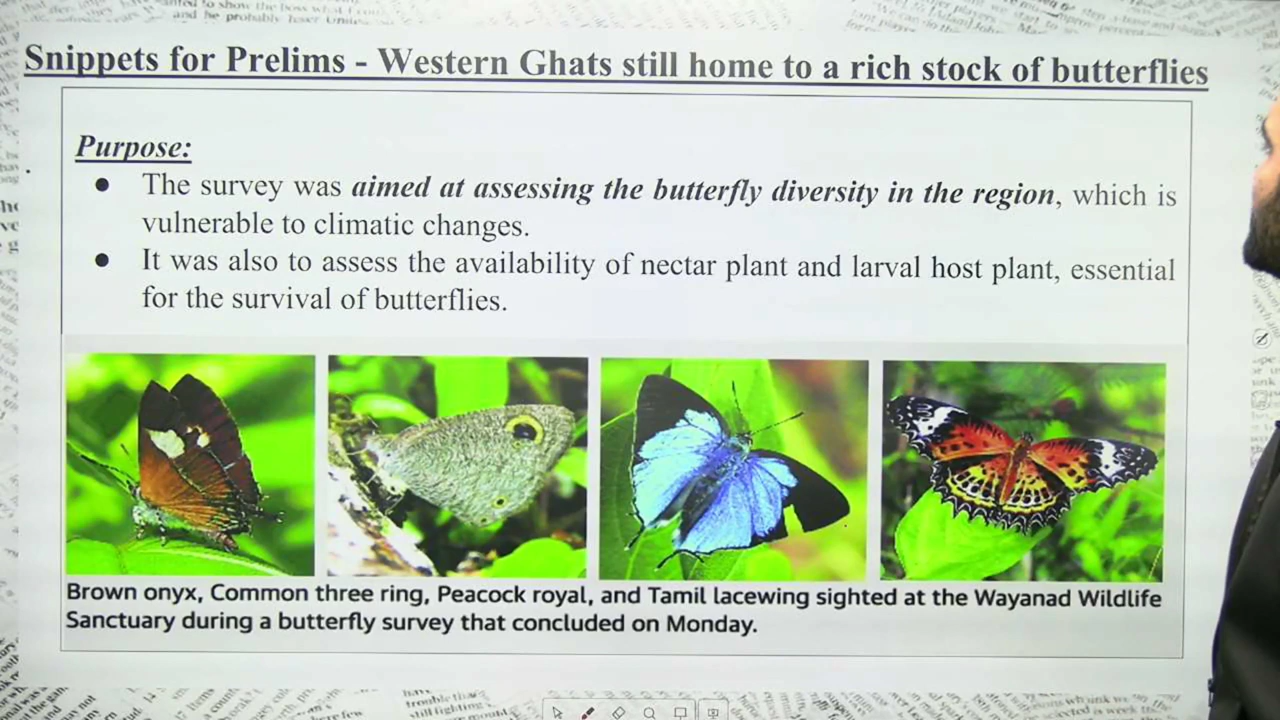 Snippets for Prelims - Western Ghats still home to a rich stock of butterflies
Purpose:
● The survey was aimed at assessing the butterfly diversity in the region, which is
vulnerable to climatic changes.
● It was also to assess the availability of nectar plant and larval host plant, essential
for the survival of butterflies.
Brown onyx, Common three ring, Peacock royal, and Tamil lacewing sighted at the Wayanad Wildlife
Sanctuary during a butterfly survey that concluded on Monday.